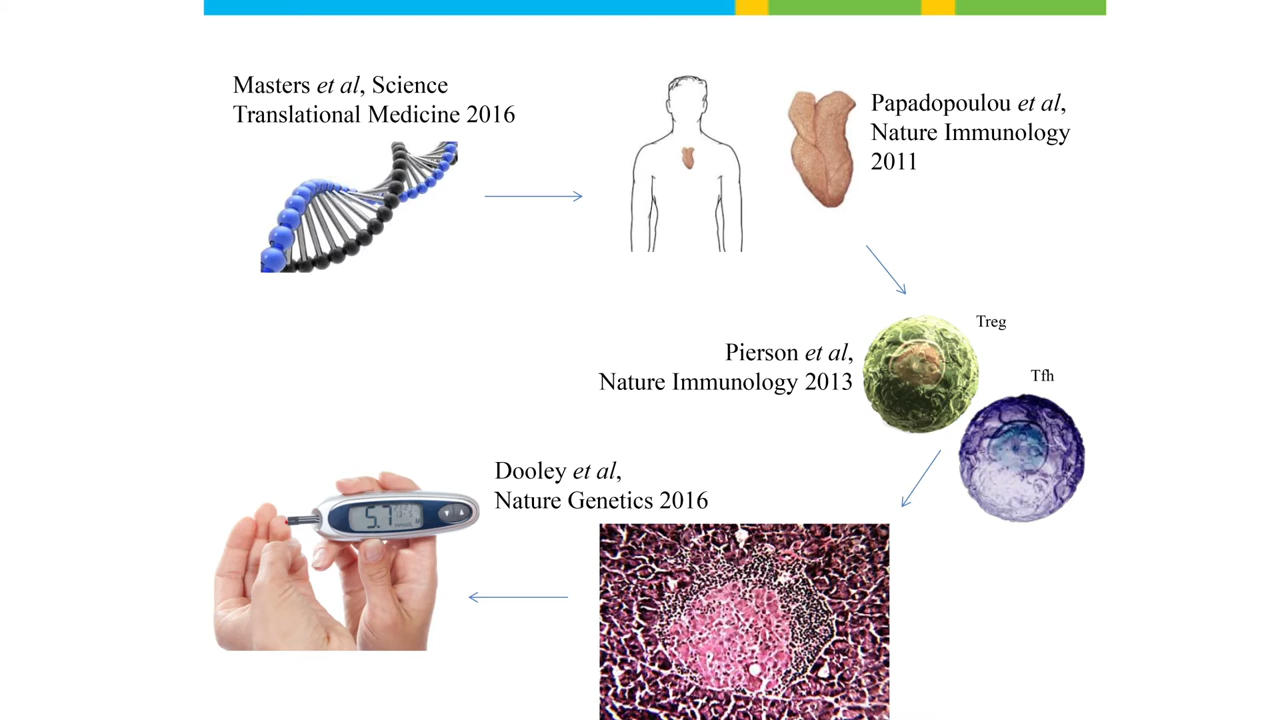 Masters et al, Science
Translational Medicine 2016
Papadopoulou et al,
Nature Immunology
2011
Treg
Pierson et al,
Nature Immunology 2013
Tfh
Dooley et al,
Nature Genetics 2016
5.7